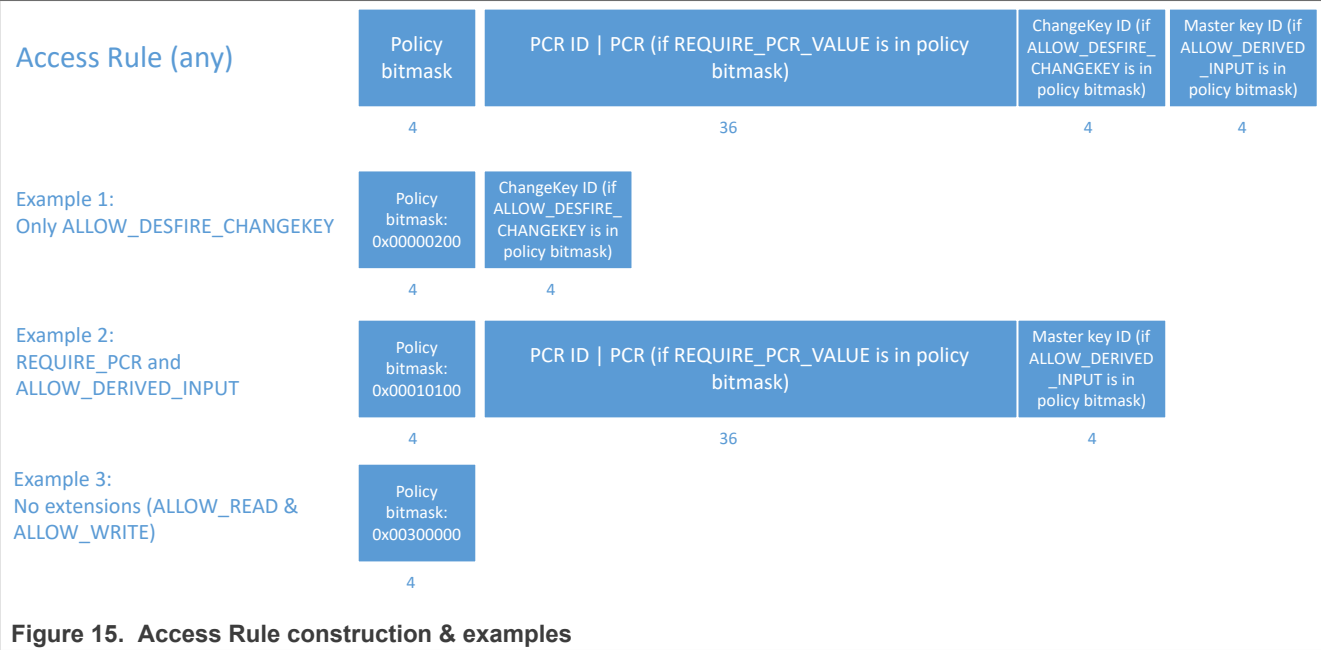 Access Rule (any)
Policy
bitmask
PCR ID | PCR (if REQUIRE_PCR_VALUE is in policy
bitmask)
ChangeKey ID (if
ALLOW_DESFIRE_
CHANGEKEY is in
policy bitmask)
Master key ID (if
ALLOW_DERIVED
_INPUT is in
policy bitmask)
4
36
4
4
Example 1:
Only ALLOW_DESFIRE_CHANGEKEY
Policy
bitmask:
0x00000200
ChangeKey ID (if
ALLOW_DESFIRE_
CHANGEKEY is in
policy bitmask)
4
4
Example 2:
REQUIRE_PCR and
ALLOW_DERIVED_INPUT
Policy
bitmask:
0x00010100
PCR ID | PCR (if REQUIRE_PCR_VALUE is in policy
bitmask)
Master key ID (if
ALLOW_DERIVED
_INPUT is in
policy bitmask)
4
36
4
Example 3:
No extensions (ALLOW_READ &
ALLOW_WRITE)
Policy
bitmask:
0x00300000
4
Figure 15. Access Rule construction & examples